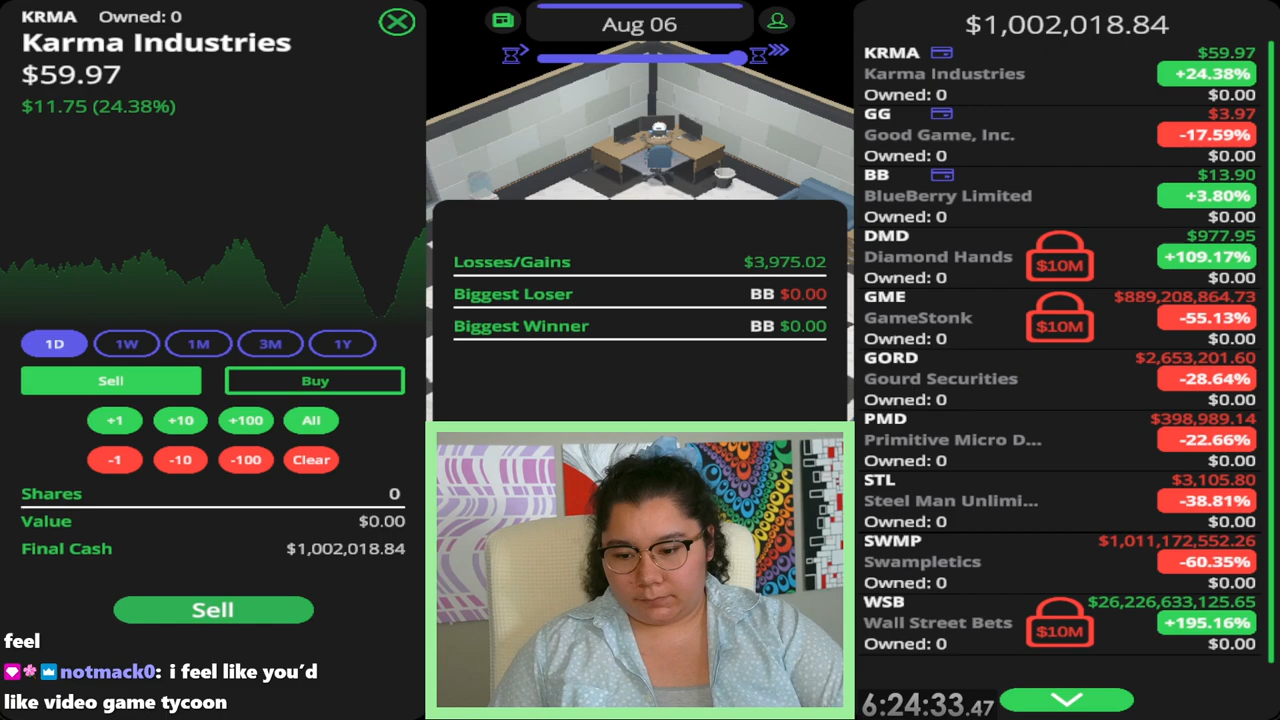 KRMA Owned: 0
Karma Industries
$59.97
$11.75 (24.38%)
1D 1W 1M 3M 1Y
Sell Buy
+1 +10 +100 All
-1 -10 -100 Clear
Shares 0
Value $0.00
Final Cash $1,002,018.84
Sell
feel
notmack0: i feel like you'd
like video game tycoon
Aug 06
Losses/Gains $3,975.02
Biggest Loser BB $0.00
Biggest Winner BB $0.00
$1,002,018.84
KRMA $59.97
Karma Industries +24.38%
Owned: 0 $0.00
GG $3.97
Good Game, Inc. -17.59%
Owned: 0 $0.00
BB $13.90
BlueBerry Limited +3.80%
Owned: 0 $0.00
DMD $977.95
Diamond Hands $10M +109.17%
Owned: 0 $0.00
GME $889,208,864.73
GameStonk $10M -55.13%
Owned: 0 $0.00
GORD $2,653,201.60
Gourd Securities -28.64%
Owned: 0 $0.00
PMD $398,989.14
Primitive Micro D... -22.66%
Owned: 0 $0.00
STL $3,105.80
Steel Man Unlimi... -38.81%
Owned: 0 $0.00
SWMP $1,011,172,552.26
Swampletics -60.35%
Owned: 0 $0.00
WSB $26,226,633,125.65
Wall Street Bets $10M +195.16%
Owned: 0 $0.00
6:24:33.47